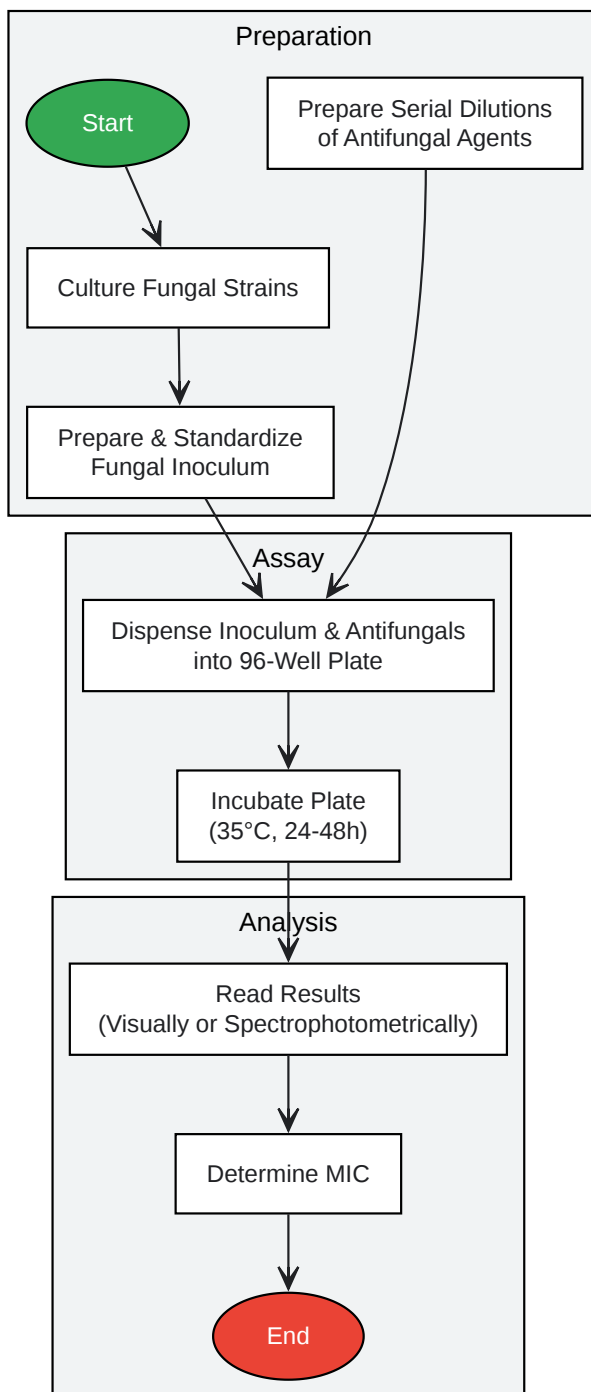 Preparation
Start
Prepare Serial Dilutions
of Antifungal Agents
Culture Fungal Strains
Prepare & Standardize
Fungal Inoculum
Assay
Dispense Inoculum & Antifungals
into 96-Well Plate
Incubate Plate
(35°C, 24-48h)
Analysis
Read Results
(Visually or Spectrophotometrically)
Determine MIC
End